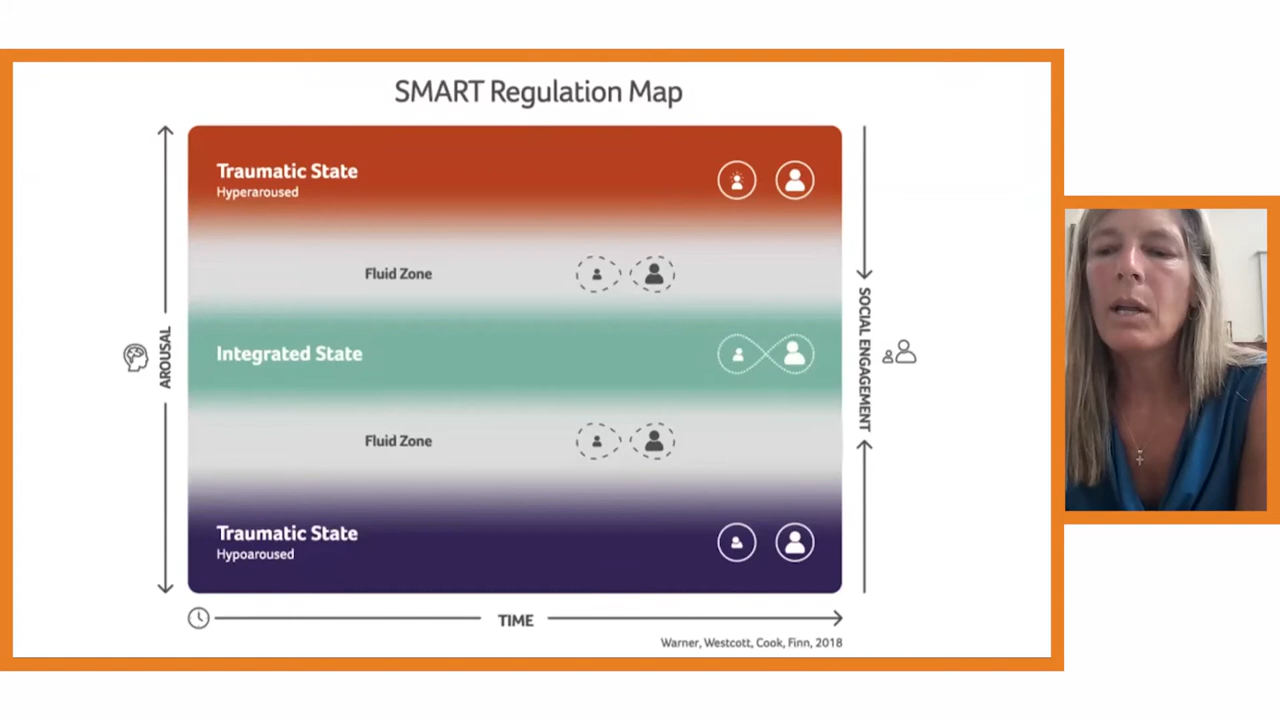 SMART Regulation Map
Traumatic State
Hyperaroused
Fluid Zone
AROUSAL
Integrated State
SOCIAL ENGAGEMENT
Fluid Zone
Traumatic State
Hypoaroused
TIME
Warner, Westcott, Cook, Finn, 2018